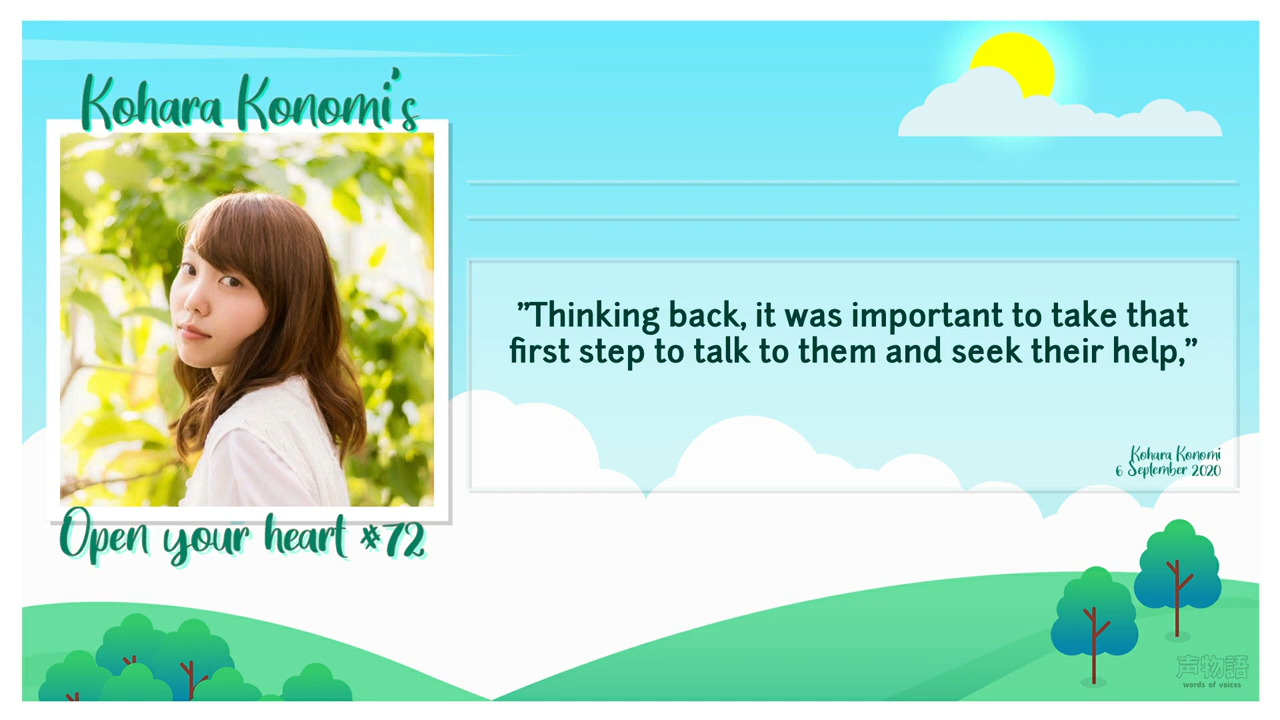 Kohara Konomi's
Open your heart #72
”Thinking back, it was important to take that
first step to talk to them and seek their help,”
Kohara Konomi
6 September 2020
声物語
words of voices